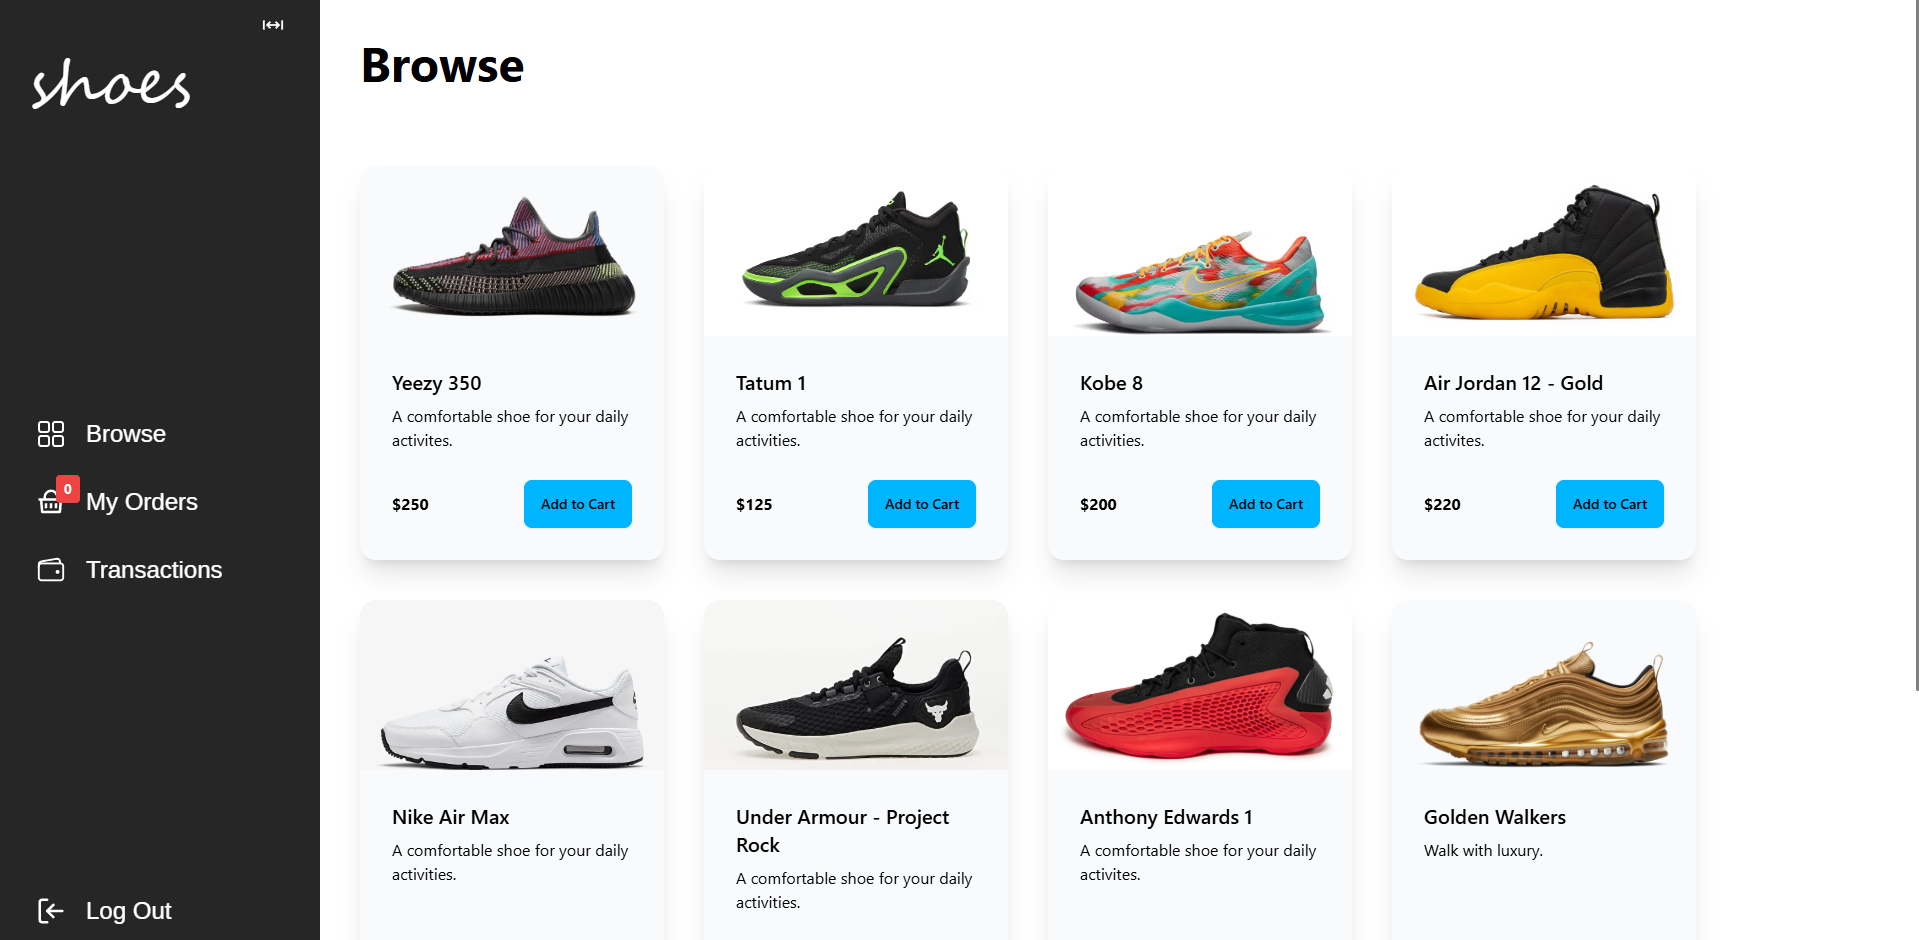 shoes
Browse
0
My Orders
Transactions
Log Out
Browse
Yeezy 350
A comfortable shoe for your daily
activites.
$250
Add to Cart
Tatum 1
A comfortable shoe for your daily
activities.
$125
Add to Cart
Kobe 8
A comfortable shoe for your daily
activities.
$200
Add to Cart
Air Jordan 12 - Gold
A comfortable shoe for your daily
activites.
$220
Add to Cart
Nike Air Max
A comfortable shoe for your daily
activities.
Under Armour - Project
Rock
A comfortable shoe for your daily
activities.
Anthony Edwards 1
A comfortable shoe for your daily
activites.
Golden Walkers
Walk with luxury.